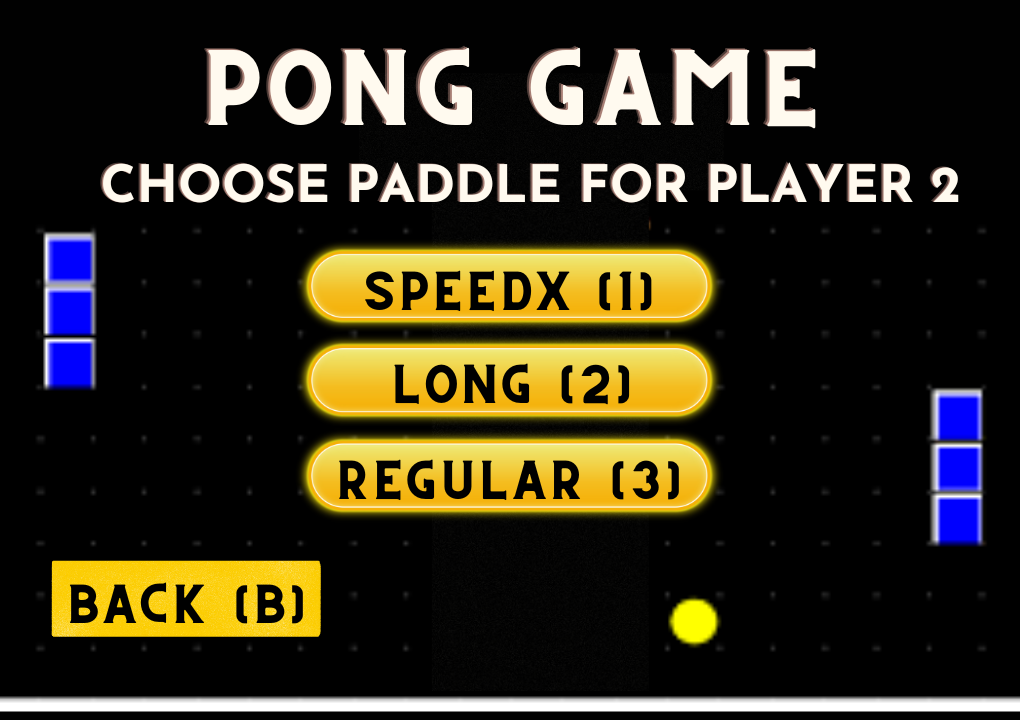 PONG GAME
CHOOSE PADDLE FOR PLAYER 2
SPEEDX (1)
LONG (2)
REGULAR (3)
BACK (B)